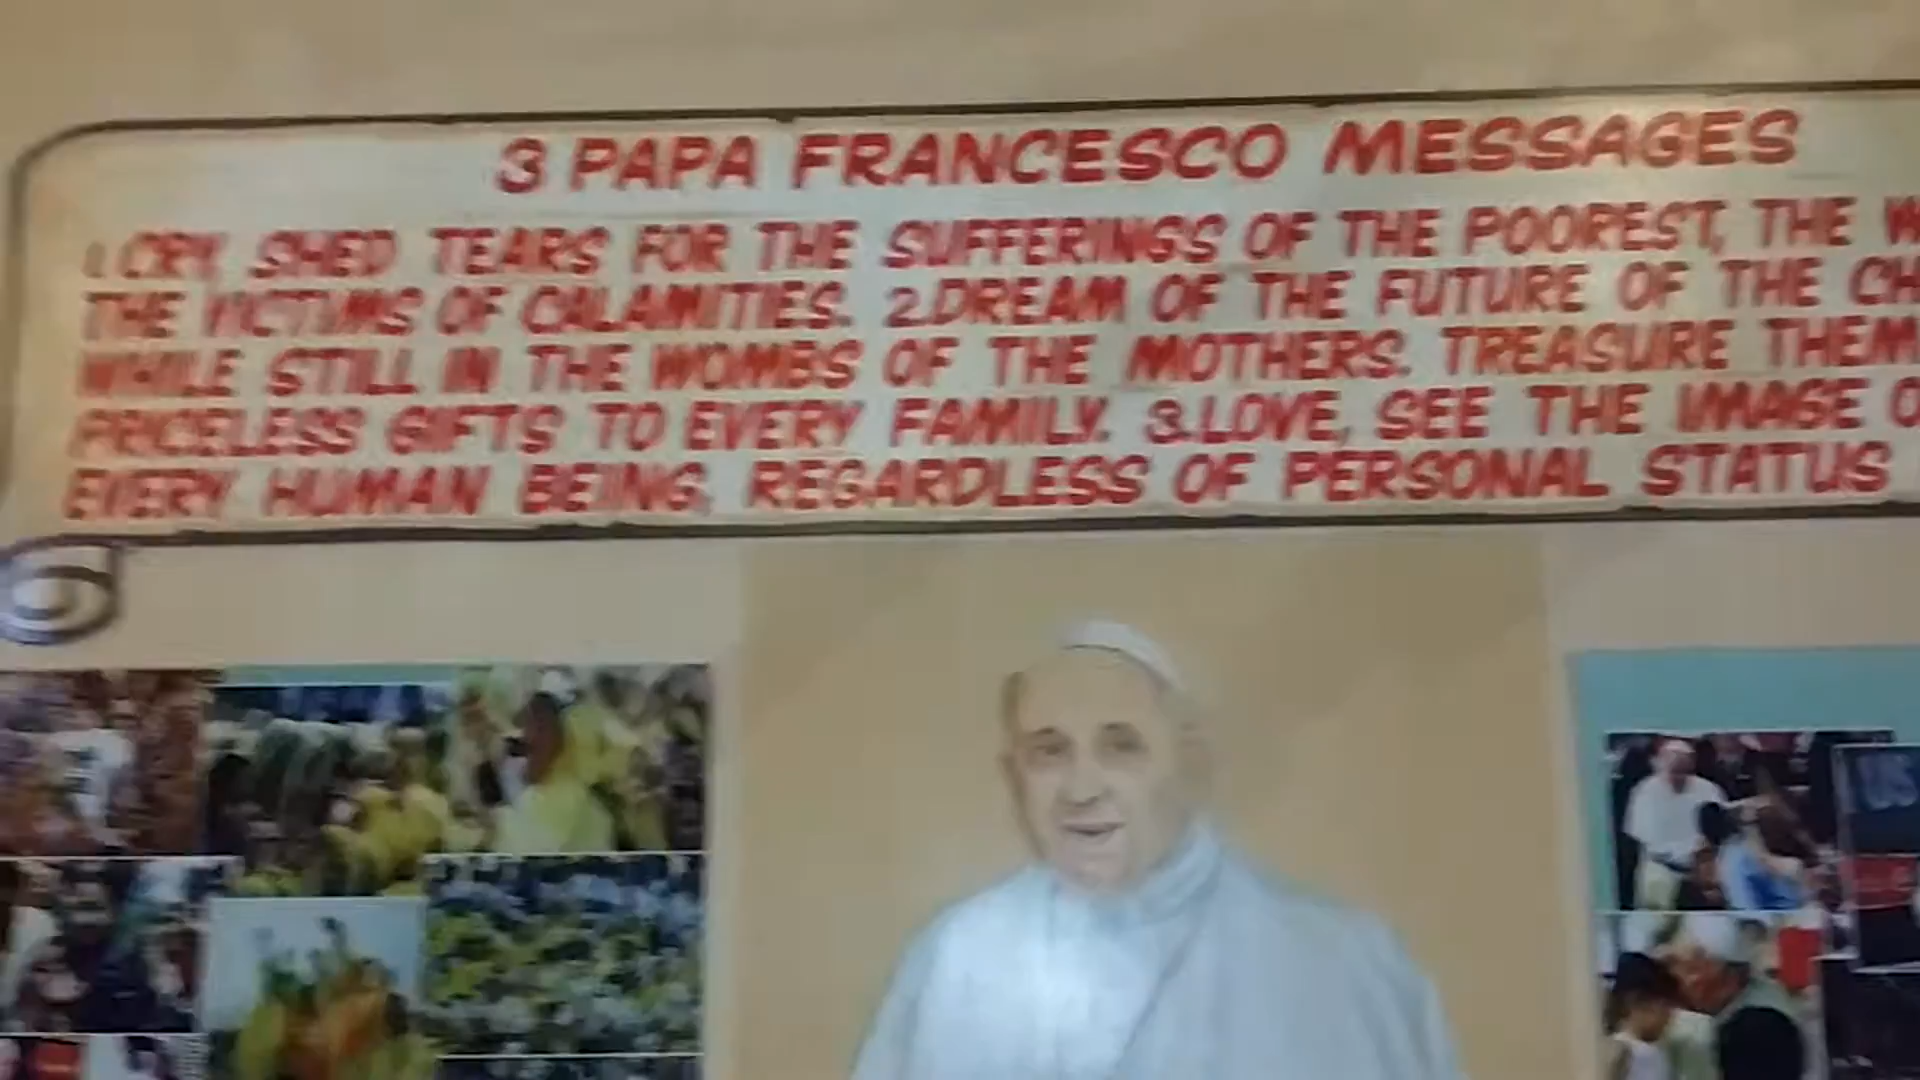 3 PAPA FRANCESCO MESSAGES
1. CRY, SHED TEARS FOR THE SUFFERINGS OF THE POOREST, THE
THE VICTIMS OF CALAMITIES. 2.DREAM OF THE FUTURE OF THE
WHILE STILL IN THE WOMBS OF THE MOTHERS. TREASURE THEM
PRICELESS GIFTS TO EVERY FAMILY. 3.LOVE, SEE THE IMAGE
EVERY HUMAN BEING, REGARDLESS OF PERSONAL STATUS
US